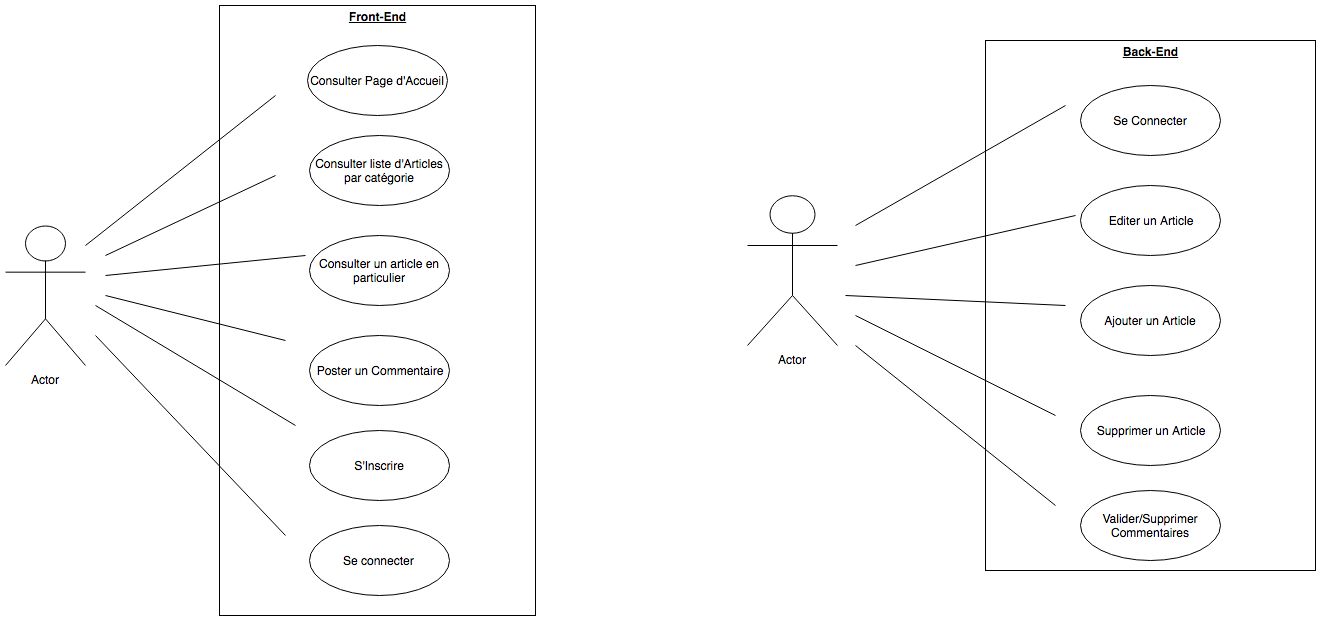 Front-End
Consulter Page d'Accueil
Consulter liste d'Articles
par catégorie
Consulter un article en
particulier
Poster un Commentaire
S'Inscrire
Se connecter
Actor
Back-End
Se Connecter
Editer un Article
Ajouter un Article
Supprimer un Article
Valider/Supprimer
Commentaires
Actor